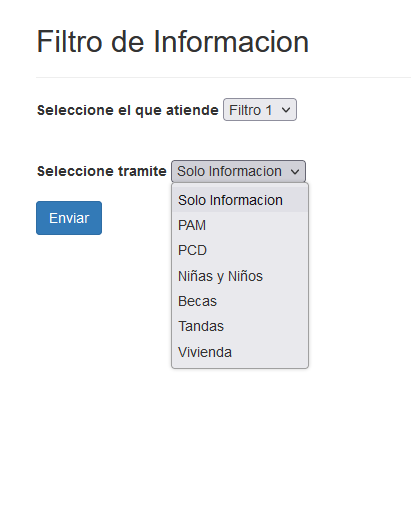 Filtro de Informacion
Seleccione el que atiende Filtro 1
Seleccione tramite Solo Informacion
Enviar
Solo Informacion
PAM
PCD
Niñas y Niños
Becas
Tandas
Vivienda